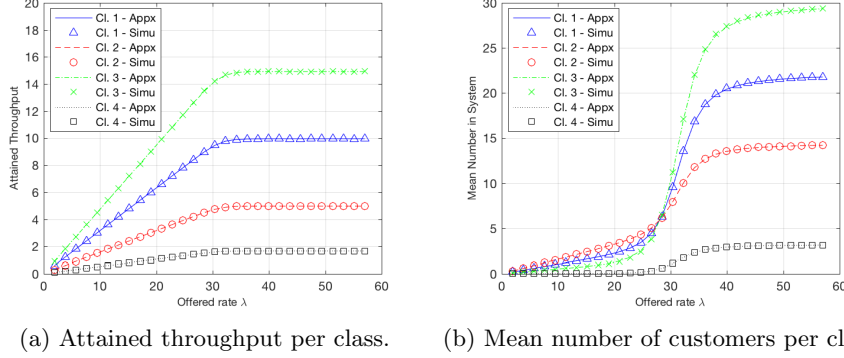 20
18
16
14
12
10
8
6
4
2
0
Attained Throughput
Cl. 1 - Appx
Cl. 1 - Simu
Cl. 2 - Appx
Cl. 2 - Simu
Cl. 3 - Appx
Cl. 3 - Simu
Cl. 4 - Appx
Cl. 4 - Simu
0 10 20 30 40 50 60
Offered rate λ
(a) Attained throughput per class.
30
25
20
15
10
5
0
Mean Number in System
Cl. 1 - Appx
Cl. 1 - Simu
Cl. 2 - Appx
Cl. 2 - Simu
Cl. 3 - Appx
Cl. 3 - Simu
Cl. 4 - Appx
Cl. 4 - Simu
0 10 20 30 40 50 60
Offered rate λ
(b) Mean number of customers per cl